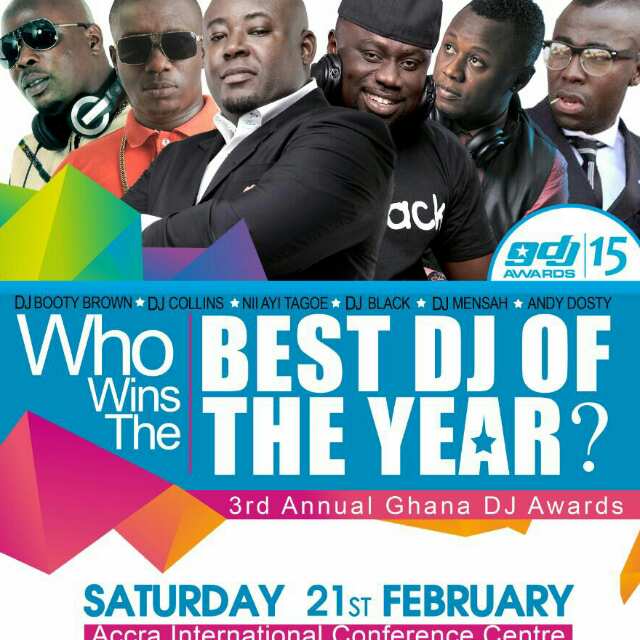 ack
gdj
AWARDS | 15
DJ BOOTY BROWN ★ DJ COLLINS ★ NII AYI TAGOE ★ DJ BLACK ★ DJ MENSAH ★ ANDY DOSTY
Who
Wins
The
BEST DJ OF
THE YEAR?
3rd Annual Ghana DJ Awards
SATURDAY 21ST FEBRUARY
Accra International Conference Centre